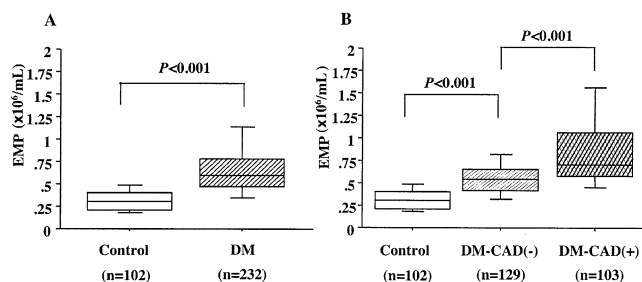 A
EMP (x10⁶/mL)
2
1.75
1.5
1.25
1
.75
.5
.25
0
P<0.001
Control
DM
(n=102)
(n=232)
B
EMP (x10⁶/mL)
2
1.75
1.5
1.25
1
.75
.5
.25
0
P<0.001
P<0.001
Control
DM-CAD(-)
DM-CAD(+)
(n=102)
(n=129)
(n=103)